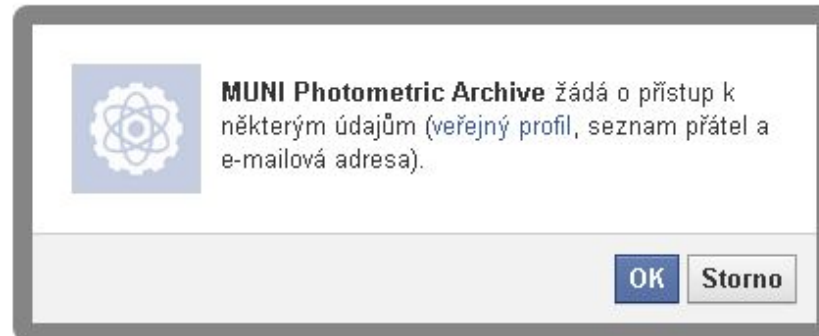 MUNI Photometric Archive žádá o přístup k
některým údajům (veřejný profil, seznam přátel a
e-mailová adresa).
OK Storno